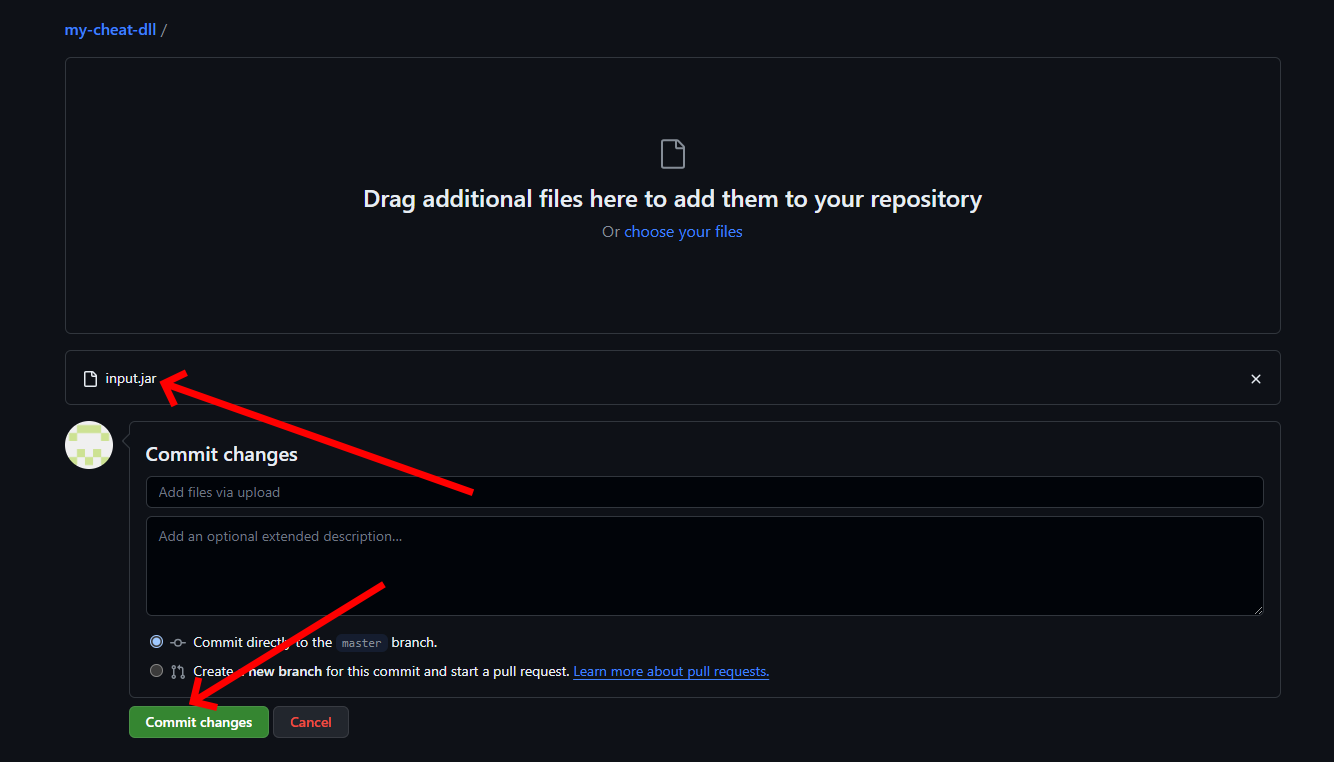 my-cheat-dll /
Drag additional files here to add them to your repository
Or choose your files
input.jar
Commit changes
Add files via upload
Add an optional extended description...
Commit directly to the master branch.
Create a new branch for this commit and start a pull request. Learn more about pull requests.
Commit changes Cancel